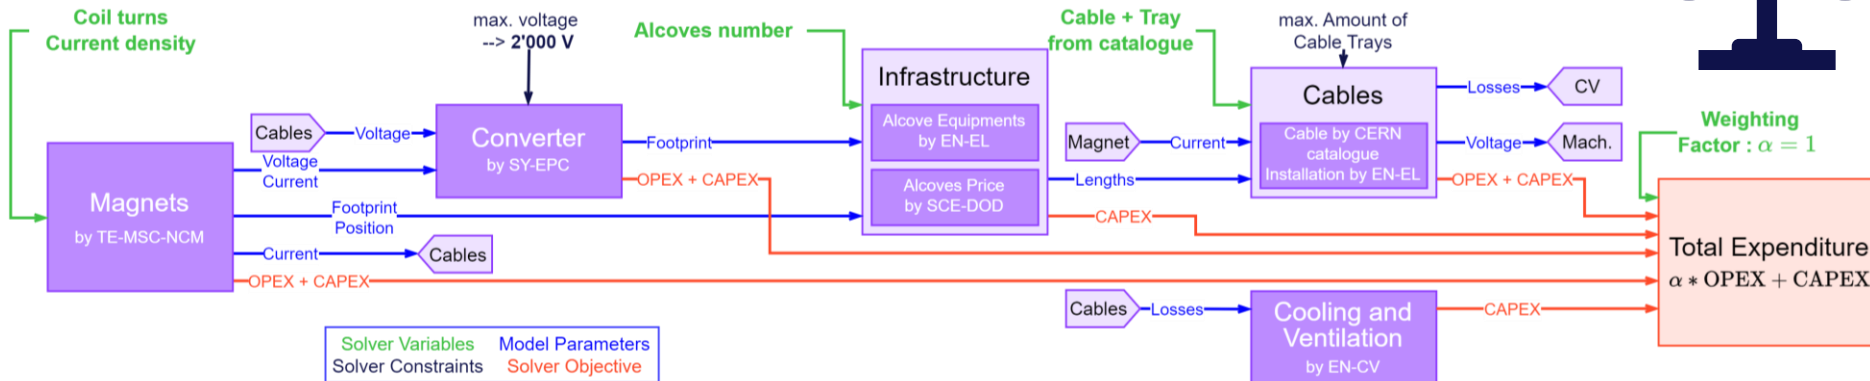 Coil turns
Current density
max. voltage
--> 2'000 V
Alcoves number
Cable + Tray
from catalogue
max. Amount of
Cable Trays
Weighting
Factor : α = 1
Magnets
by TE-MSC-NCM
Cables
Voltage
Voltage
Current
Converter
by SY-EPC
Footprint
OPEX + CAPEX
Footprint
Position
Current
Cables
OPEX + CAPEX
Infrastructure
Alcove Equipments
by EN-EL
Alcoves Price
by SCE-DOD
Magnet
Current
Lengths
CAPEX
Cables
Cable by CERN
catalogue
Installation by EN-EL
Losses
CV
Voltage
Mach.
OPEX + CAPEX
Cables
Losses
Cooling and
Ventilation
by EN-CV
CAPEX
Total Expenditure
α * OPEX + CAPEX
Solver Variables
Model Parameters
Solver Constraints
Solver Objective